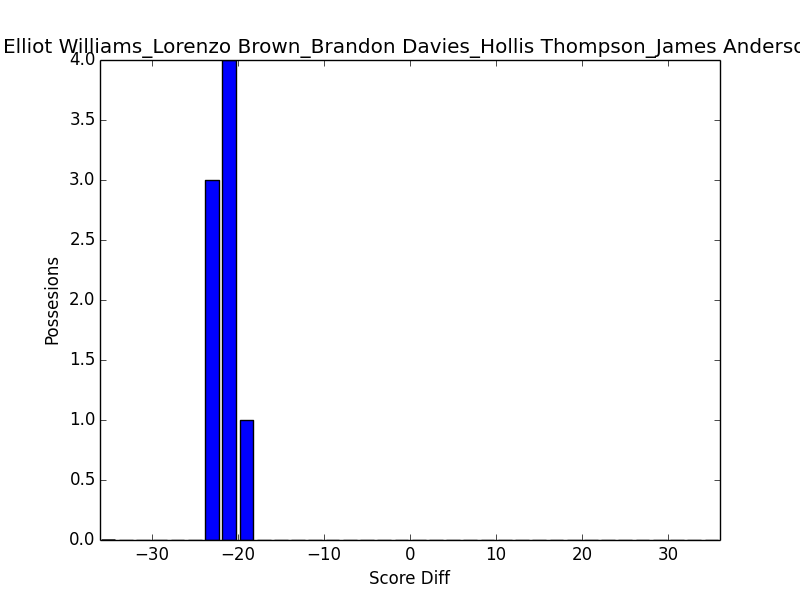 Elliot Williams_Lorenzo Brown_Brandon Davies_Hollis Thompson_James Anderso
4.0
3.5
3.0
2.5
2.0
1.5
1.0
0.5
0.0
Possesions
−30 −20 −10 0 10 20 30
Score Diff